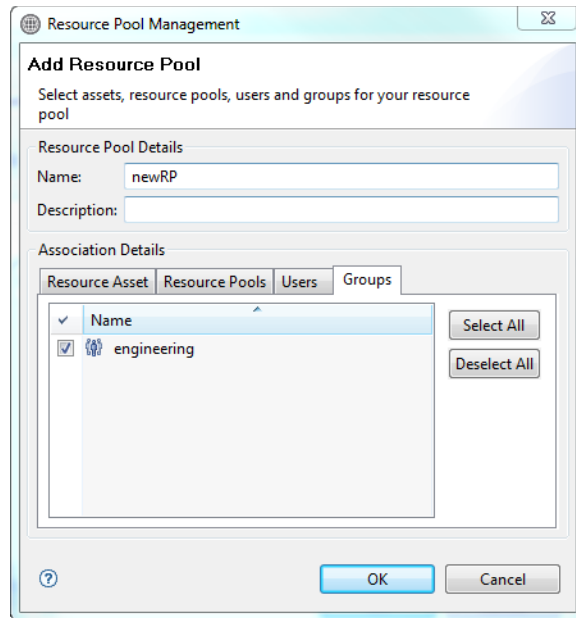 Resource Pool Management
Add Resource Pool
Select assets, resource pools, users and groups for your resource
pool
Resource Pool Details
Name: newRP
Description:
Association Details
Resource Asset Resource Pools Users Groups
Name Select All
engineering
Deselect All
OK Cancel